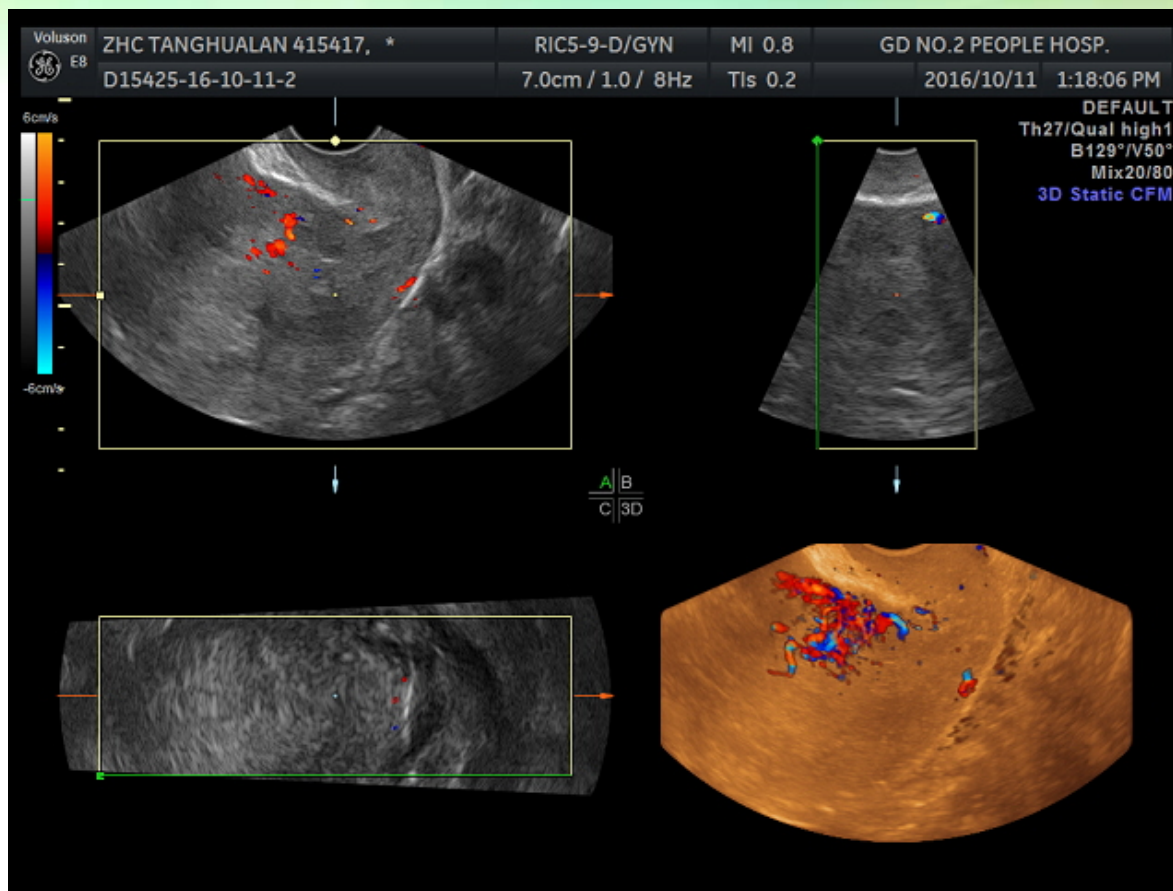 Voluson
E8
ZHC TANGHUALAN 415417, *
RIC5-9-D/GYN
MI 0.8
GD NO.2 PEOPLE HOSP.
D15425-16-10-11-2
7.0cm / 1.0 / 8Hz
TIs 0.2
2016/10/11
1:18:06 PM
6cm/s
-6cm/s
DEFAULT
Th27/Qual high1
B129°/V50°
Mix20/80
3D Static CFM
A B
C 3D